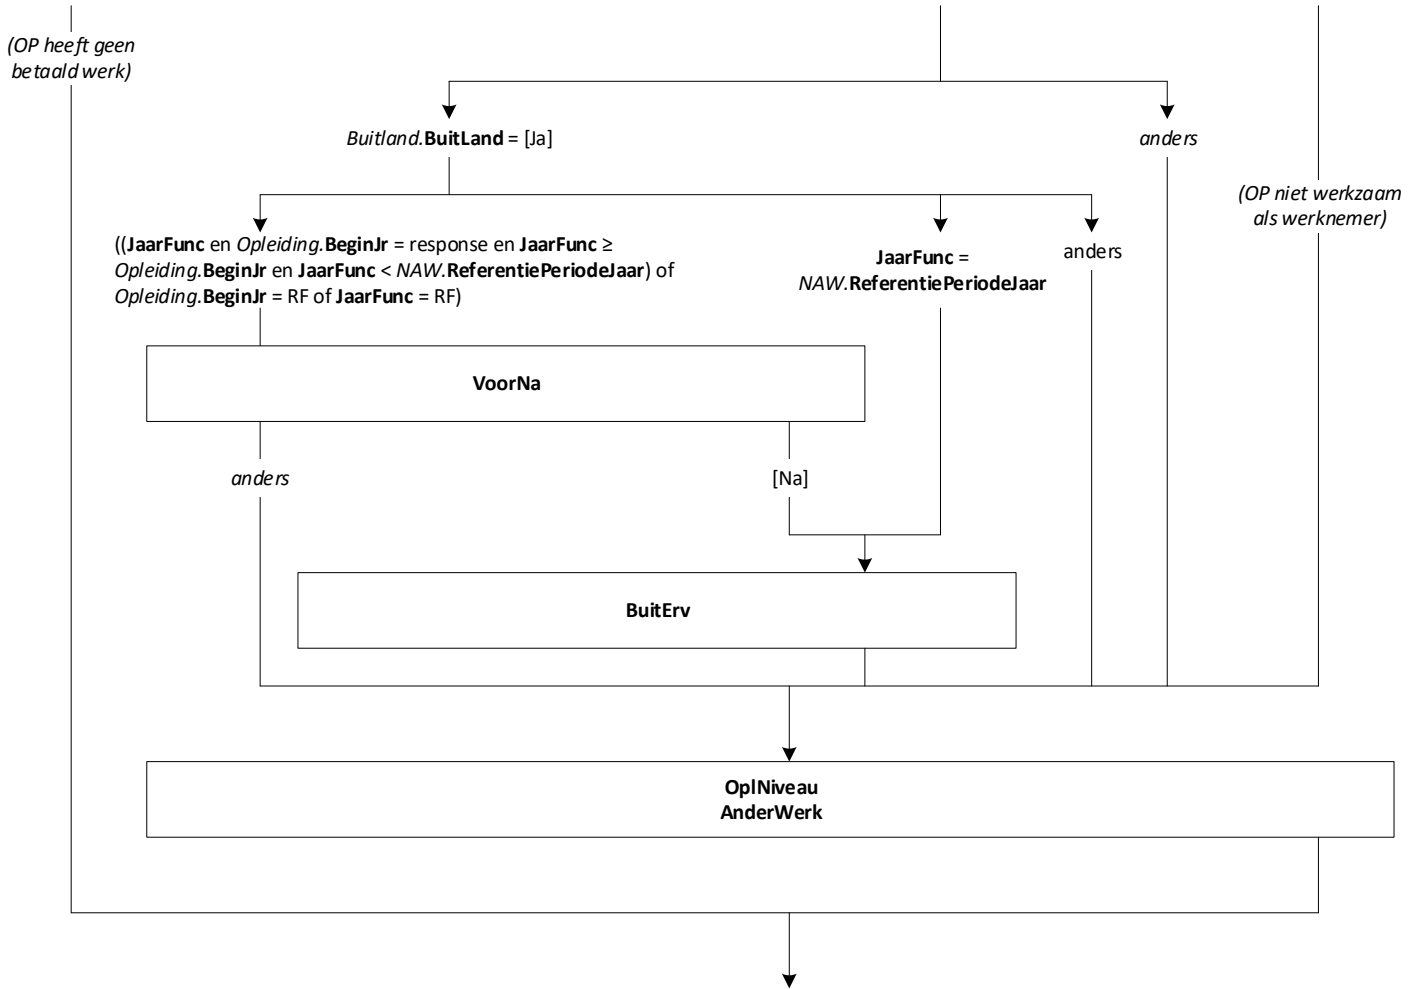 (OP heeft geen
betaald werk)
Buitland.BuitLand = [Ja]
anders
(OP niet werkzaam
als werknemer)
((JaarFunc en Opleiding.BeginJr = response en JaarFunc ≥
Opleiding.BeginJr en JaarFunc < NAW.ReferentiePeriodeJaar) of
Opleiding.BeginJr = RF of JaarFunc = RF)
JaarFunc =
NAW.ReferentiePeriodeJaar
anders
VoorNa
anders
[Na]
BuitErv
OplNiveau
AnderWerk